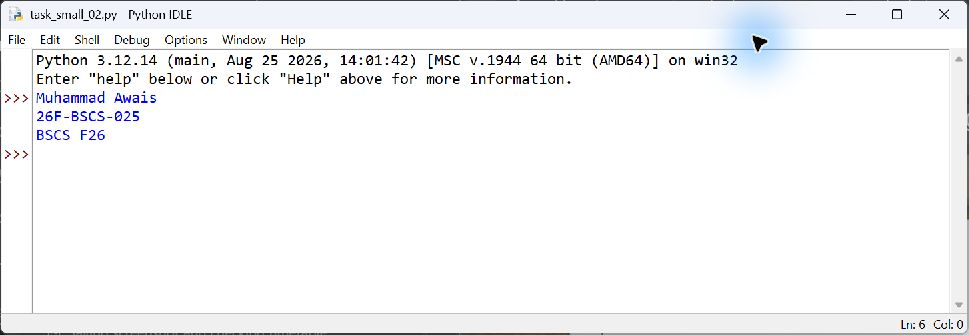 task_small_02.py   Python IDLE
File Edit Shell Debug Options Window Help
Python 3.12.14 (main, Aug 25 2026, 14:01:42) [MSC v.1944 64 bit (AMD64)] on win32
Enter "help" below or click "Help" above for more information.
>>> Muhammad Awais
26F-BSCS-025
BSCS F26
>>>
Ln: 6 Col: 0